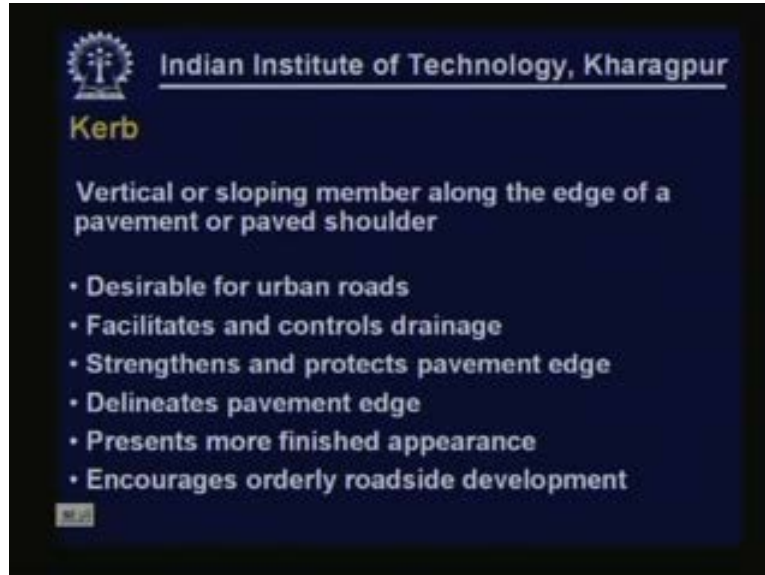 Indian Institute of Technology, Kharagpur
Kerb
Vertical or sloping member along the edge of a
pavement or paved shoulder
• Desirable for urban roads
• Facilitates and controls drainage
• Strengthens and protects pavement edge
• Delineates pavement edge
• Presents more finished appearance
• Encourages orderly roadside development